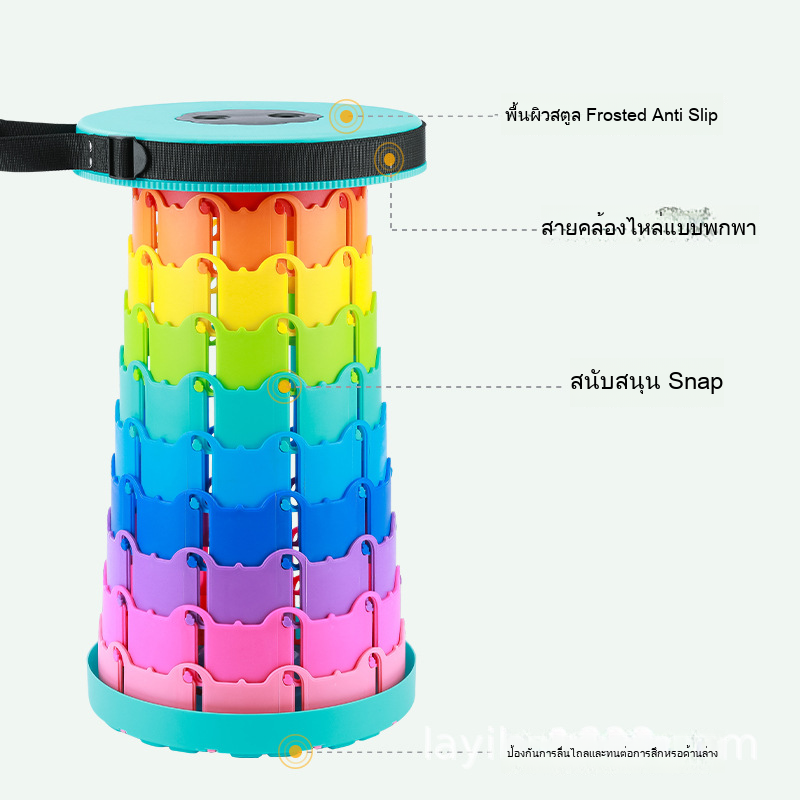 พื้นผิวสตูล Frosted Anti Slip
สายคล้องไหล่แบบพกพา
สนับสนุน Snap
ป้องกันการลื่นไถลและทนต่อการสึกหรอด้านล่าง